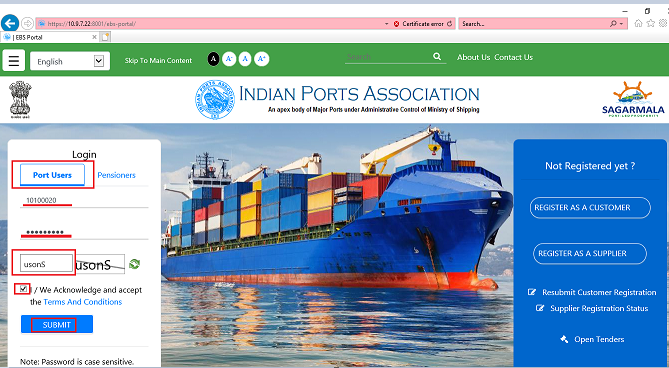 https://10.9.7.22:8001/ebs-portal/
Certificate error
Search...
| EBS Portal
English
Skip To Main Content
A A- A A+
Search
About Us Contact Us
INDIAN PORTS ASSOCIATION
An apex body of Major Ports under Administrative Control of Ministry of Shipping
SAGARMALA
PORT-LED PROSPERITY
Login
Port Users
Pensioners
10100020
•••••••••
usonS
usonS
I / We Acknowledge and accept
the Terms And Conditions
SUBMIT
Note: Password is case sensitive.
Not Registered yet ?
REGISTER AS A CUSTOMER
REGISTER AS A SUPPLIER
Resubmit Customer Registration
Supplier Registration Status
Open Tenders